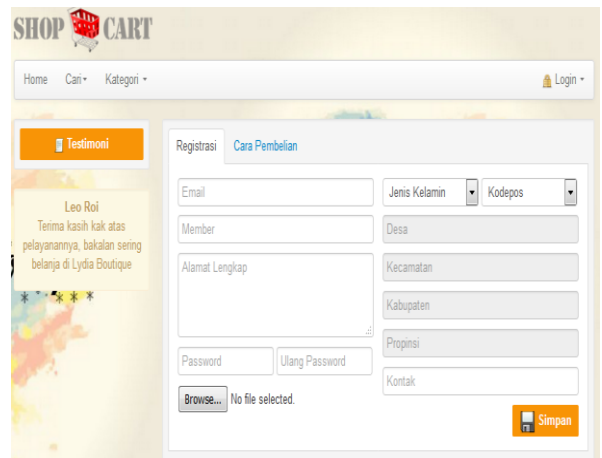 SHOP CART
Home Cari Kategori Login
Testimoni
Leo Roi
Terima kasih kak atas
pelayanannya, bakalan sering
belanja di Lydia Boutique
* * * *
Registrasi Cara Pembelian
Email
Member
Alamat Lengkap
Password Ulang Password
Browse... No file selected.
Jenis Kelamin Kodepos
Desa
Kecamatan
Kabupaten
Propinsi
Kontak
Simpan